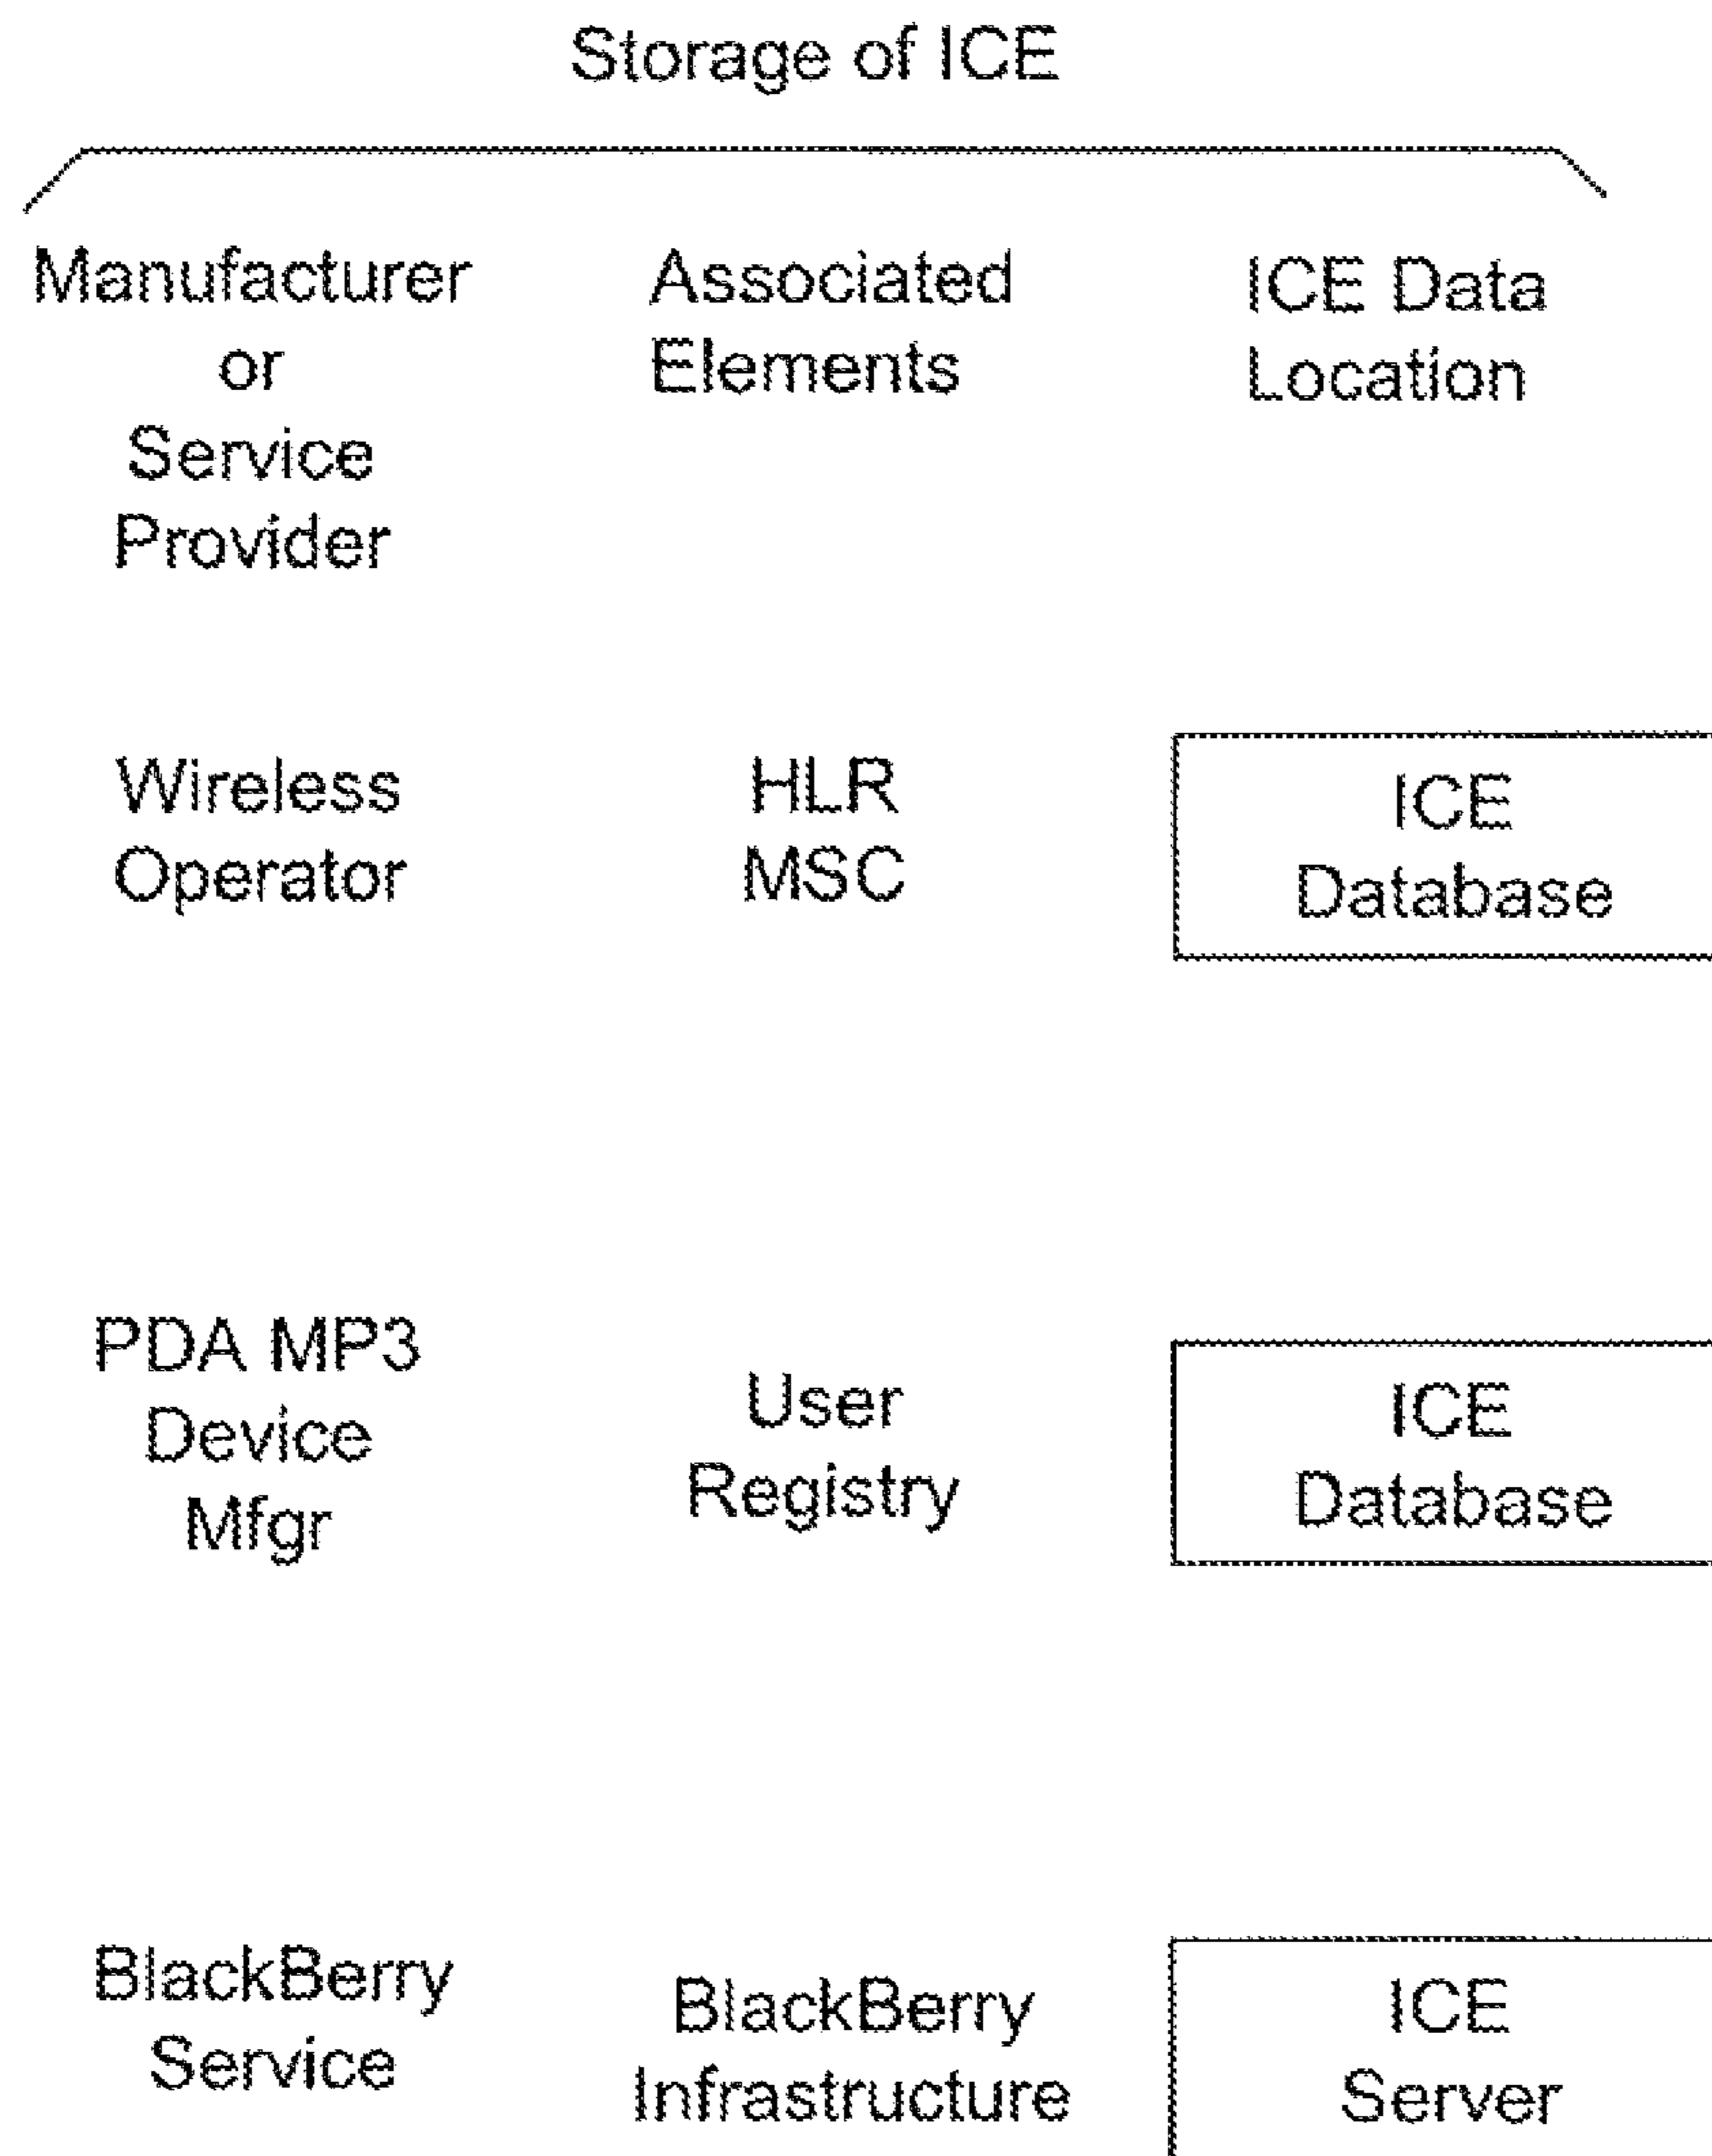 Storage of ICE
Manufacturer
or
Service
Provider
Associated
Elements
ICE Data
Location
Wireless
Operator
HLR
MSC
ICE
Database
PDA MP3
Device
Mfgr
User
Registry
ICE
Database
BlackBerry
Service
BlackBerry
Infrastructure
ICE
Server